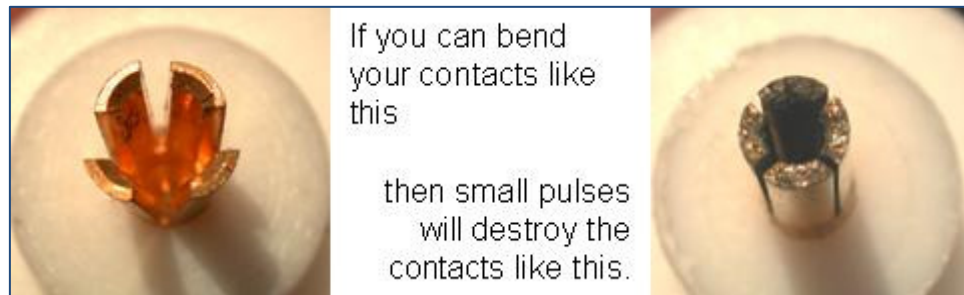 If you can bend
your contacts like
this
then small pulses
will destroy the
contacts like this.